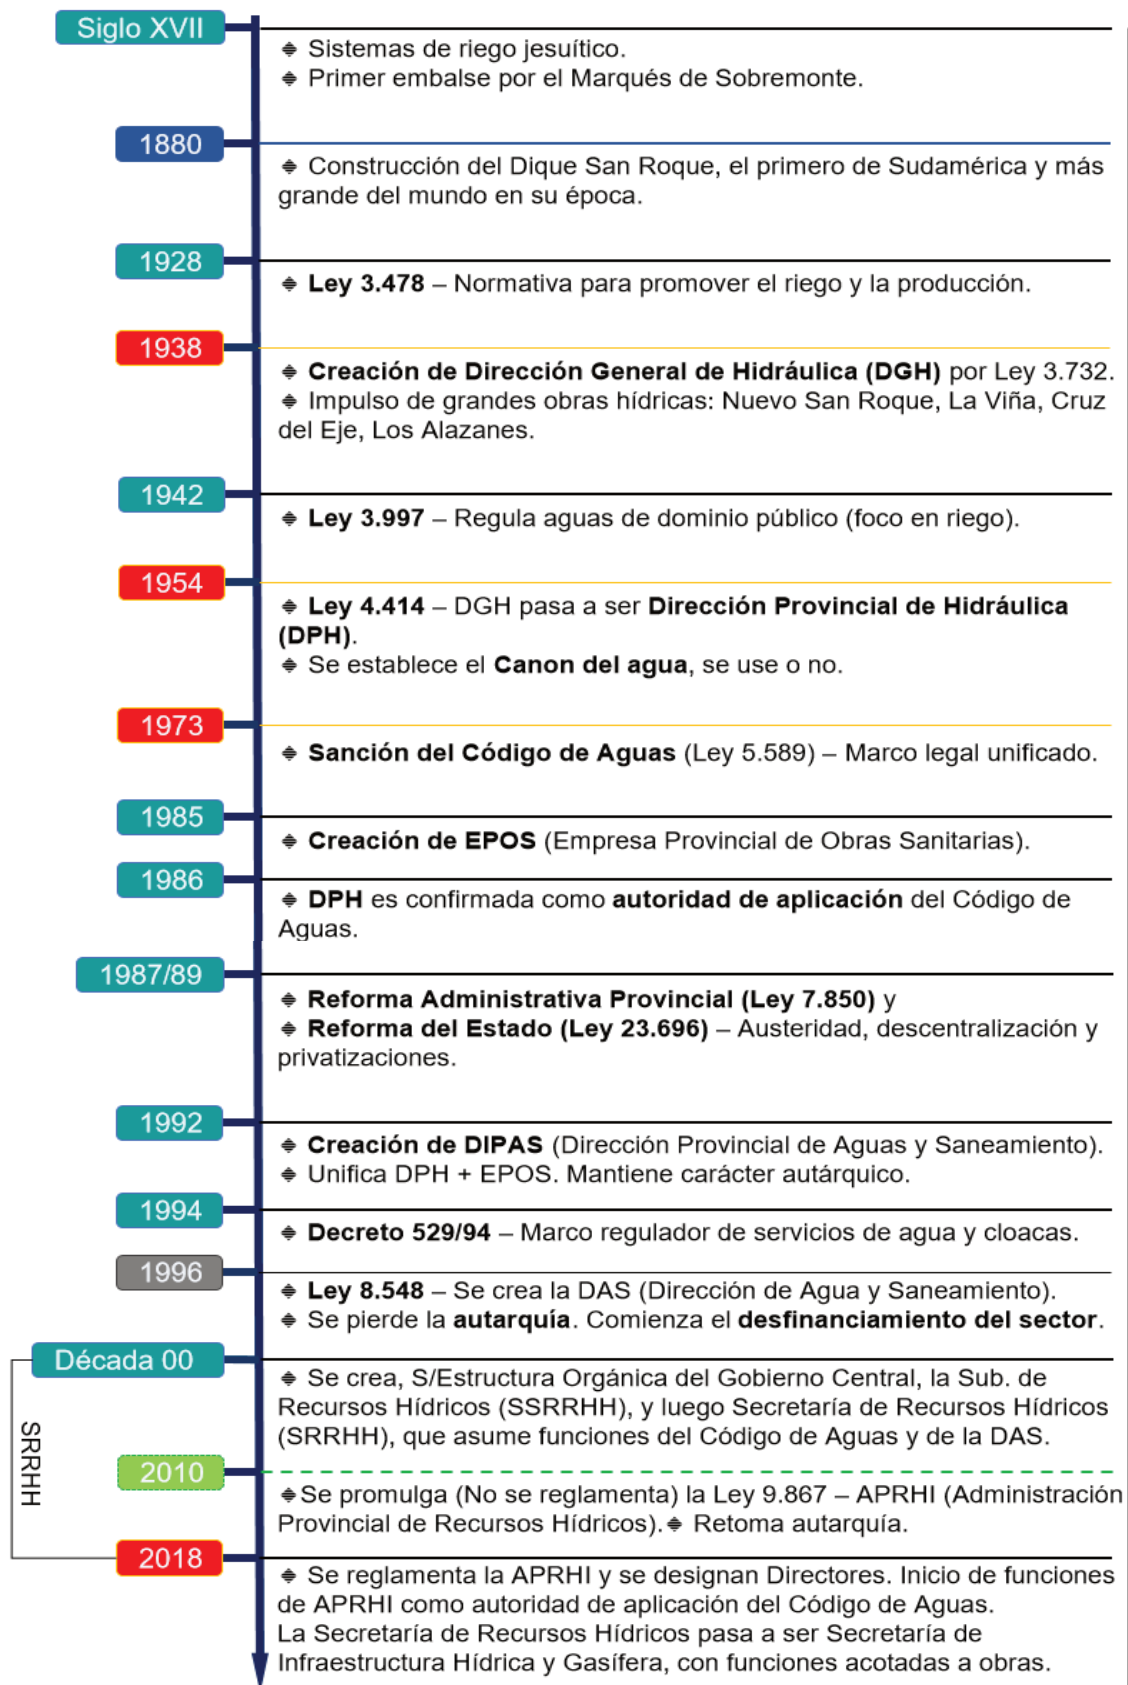 Siglo XVII
⬘ Sistemas de riego jesuítico.
⬘ Primer embalse por el Marqués de Sobremonte.
1880
⬘ Construcción del Dique San Roque, el primero de Sudamérica y más
grande del mundo en su época.
1928
⬘ Ley 3.478 – Normativa para promover el riego y la producción.
1938
⬘ Creación de Dirección General de Hidráulica (DGH) por Ley 3.732.
⬘ Impulso de grandes obras hídricas: Nuevo San Roque, La Viña, Cruz
del Eje, Los Alazanes.
1942
⬘ Ley 3.997 – Regula aguas de dominio público (foco en riego).
1954
⬘ Ley 4.414 – DGH pasa a ser Dirección Provincial de Hidráulica
(DPH).
⬘ Se establece el Canon del agua, se use o no.
1973
⬘ Sanción del Código de Aguas (Ley 5.589) – Marco legal unificado.
1985
⬘ Creación de EPOS (Empresa Provincial de Obras Sanitarias).
1986
⬘ DPH es confirmada como autoridad de aplicación del Código de
Aguas.
1987/89
⬘ Reforma Administrativa Provincial (Ley 7.850) y
⬘ Reforma del Estado (Ley 23.696) – Austeridad, descentralización y
privatizaciones.
1992
⬘ Creación de DIPAS (Dirección Provincial de Aguas y Saneamiento).
⬘ Unifica DPH + EPOS. Mantiene carácter autárquico.
1994
⬘ Decreto 529/94 – Marco regulador de servicios de agua y cloacas.
1996
⬘ Ley 8.548 – Se crea la DAS (Dirección de Agua y Saneamiento).
⬘ Se pierde la autarquía. Comienza el desfinanciamiento del sector.
Década 00
⬘ Se crea, S/Estructura Orgánica del Gobierno Central, la Sub. de
Recursos Hídricos (SSRRHH), y luego Secretaría de Recursos Hídricos
(SRRHH), que asume funciones del Código de Aguas y de la DAS.
SRRHH
2010
⬘Se promulga (No se reglamenta) la Ley 9.867 – APRHI (Administración
Provincial de Recursos Hídricos).⬘ Retoma autarquía.
2018
⬘ Se reglamenta la APRHI y se designan Directores. Inicio de funciones
de APRHI como autoridad de aplicación del Código de Aguas.
La Secretaría de Recursos Hídricos pasa a ser Secretaría de
Infraestructura Hídrica y Gasífera, con funciones acotadas a obras.